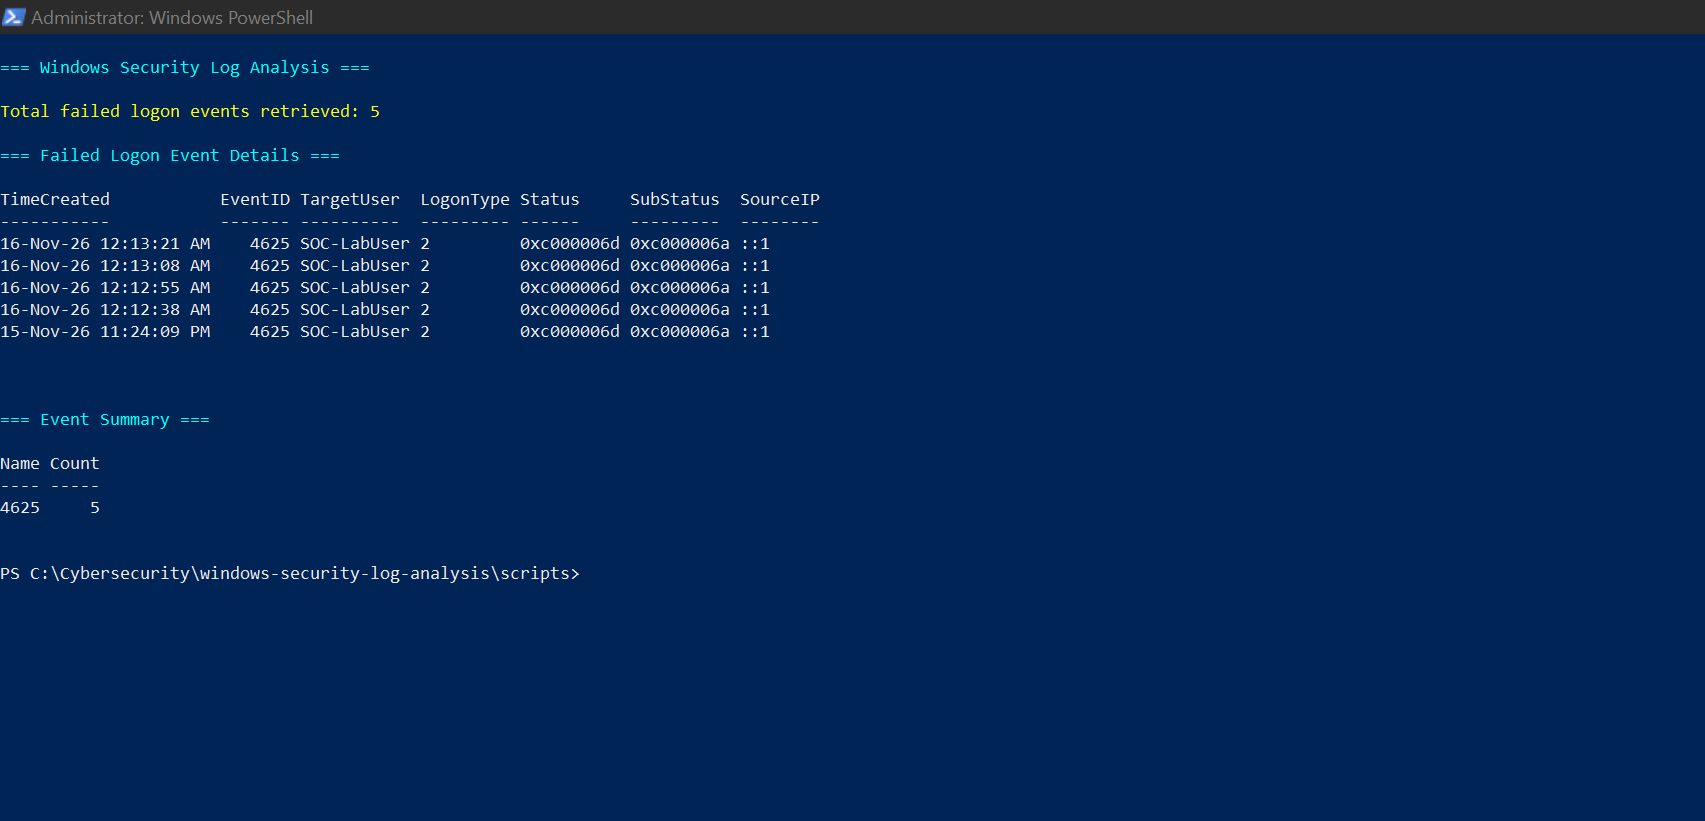 Administrator: Windows PowerShell
=== Windows Security Log Analysis ===
Total failed logon events retrieved: 5
=== Failed Logon Event Details ===
TimeCreated           EventID TargetUser  LogonType Status     SubStatus  SourceIP
-----------           ------- ----------  --------- ------     ---------  --------
16-Nov-26 12:13:21 AM    4625 SOC-LabUser 2         0xc000006d 0xc000006a ::1
16-Nov-26 12:13:08 AM    4625 SOC-LabUser 2         0xc000006d 0xc000006a ::1
16-Nov-26 12:12:55 AM    4625 SOC-LabUser 2         0xc000006d 0xc000006a ::1
16-Nov-26 12:12:38 AM    4625 SOC-LabUser 2         0xc000006d 0xc000006a ::1
15-Nov-26 11:24:09 PM    4625 SOC-LabUser 2         0xc000006d 0xc000006a ::1
=== Event Summary ===
Name Count
---- -----
4625     5
PS C:\Cybersecurity\windows-security-log-analysis\scripts>